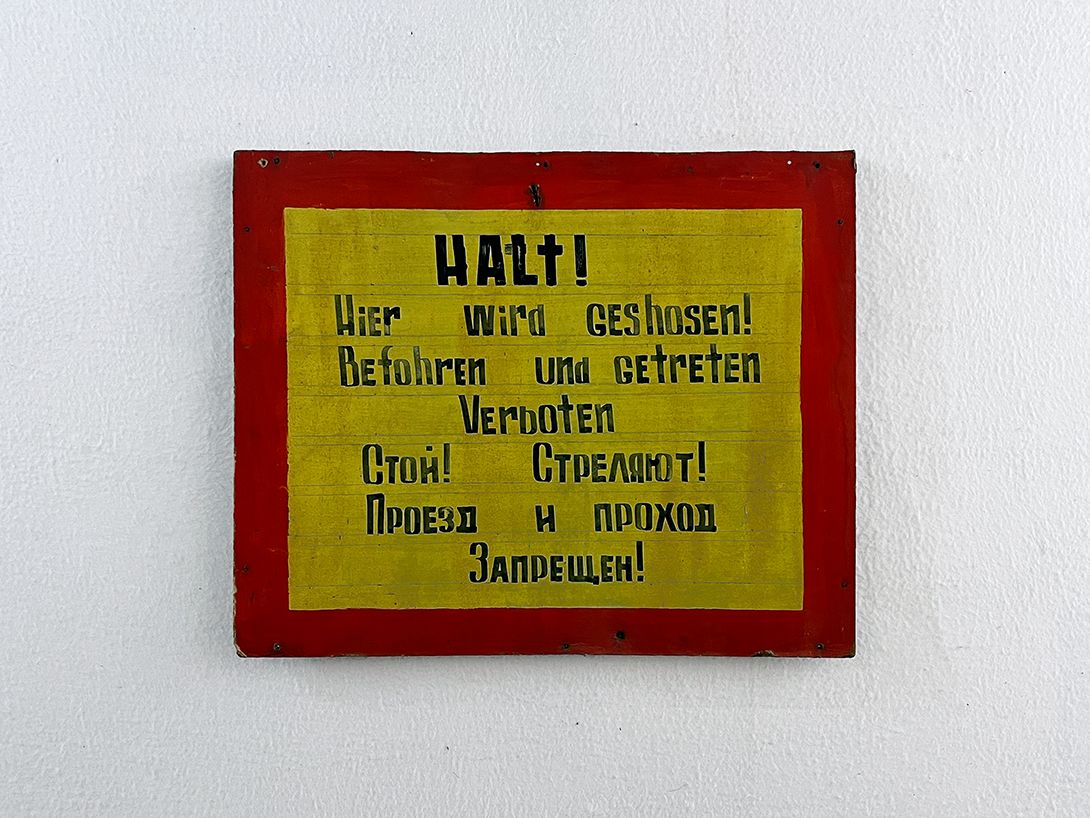 HALt!
Hier wird GEShosen!
Befohren und GEtreten
Verboten
Стой! Стреляют!
Проезд и проход
Запрещен!